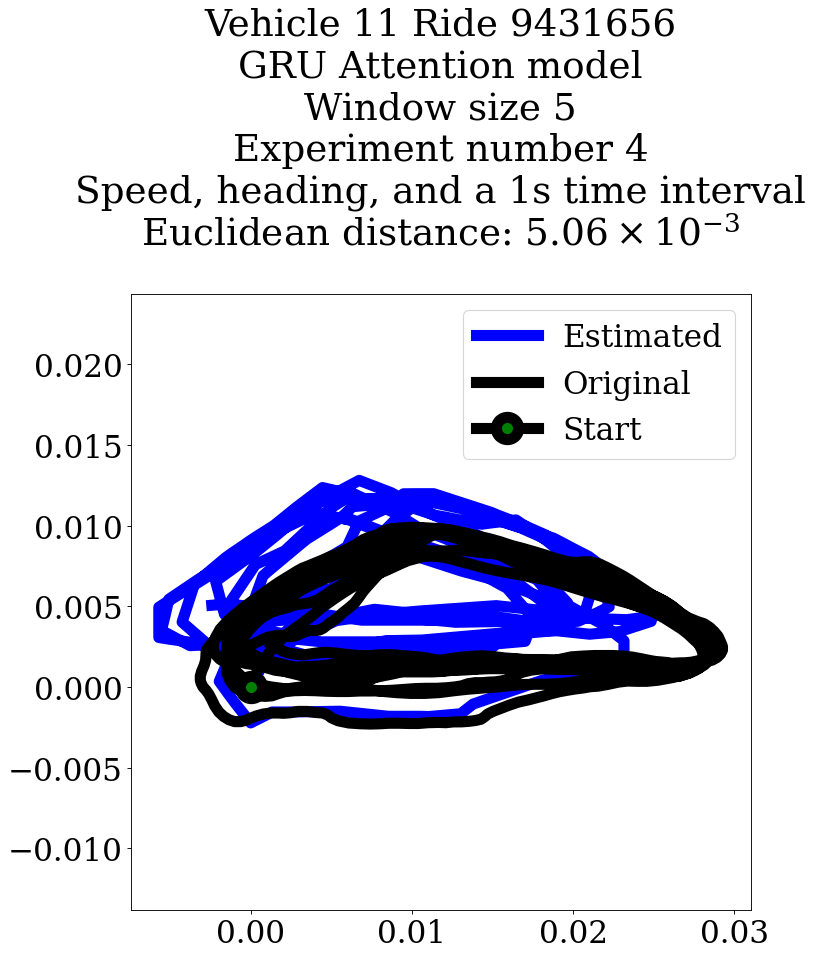 Vehicle 11 Ride 9431656
GRU Attention model
Window size 5
Experiment number 4
Speed, heading, and a 1s time interval
Euclidean distance: 5.06 × 10⁻³
Estimated
Original
Start
0.020
0.015
0.010
0.005
0.000
−0.005
−0.010
0.00 0.01 0.02 0.03